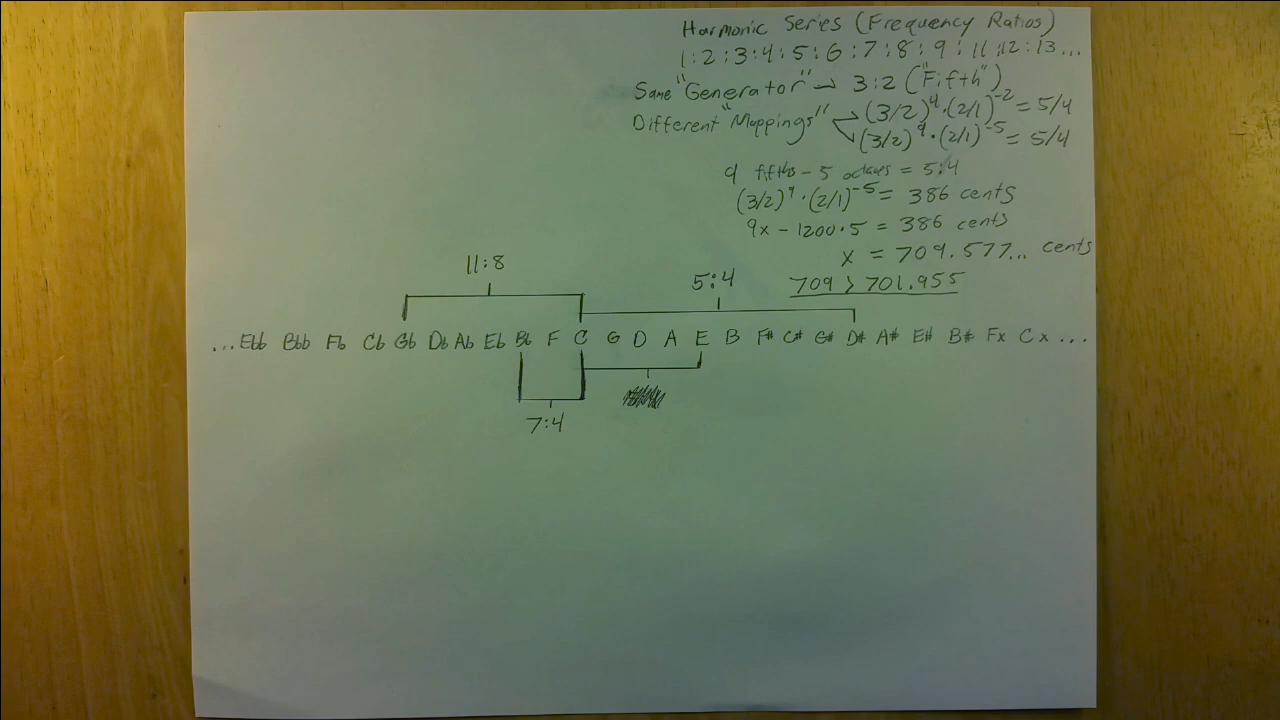 Harmonic Series (Frequency Ratios)
1:2:3:4:5:6:7:8:9:11:12:13...
Same "Generator" → 3:2 ("Fifth")
Different "Mappings" (3/2)^4·(2/1)^-2 = 5/4
(3/2)^9·(2/1)^-5 = 5/4
9 fifths - 5 octaves = 5:4
(3/2)^9·(2/1)^-5 = 386 cents
9x - 1200·5 = 386 cents
x = 709.577... cents
709 > 701.955
11:8
5:4
...Ebb Bbb Fb Cb Gb Db Ab Eb Bb F C G D A E B F# C# G# D# A# E# B# Fx Cx ...
7:4